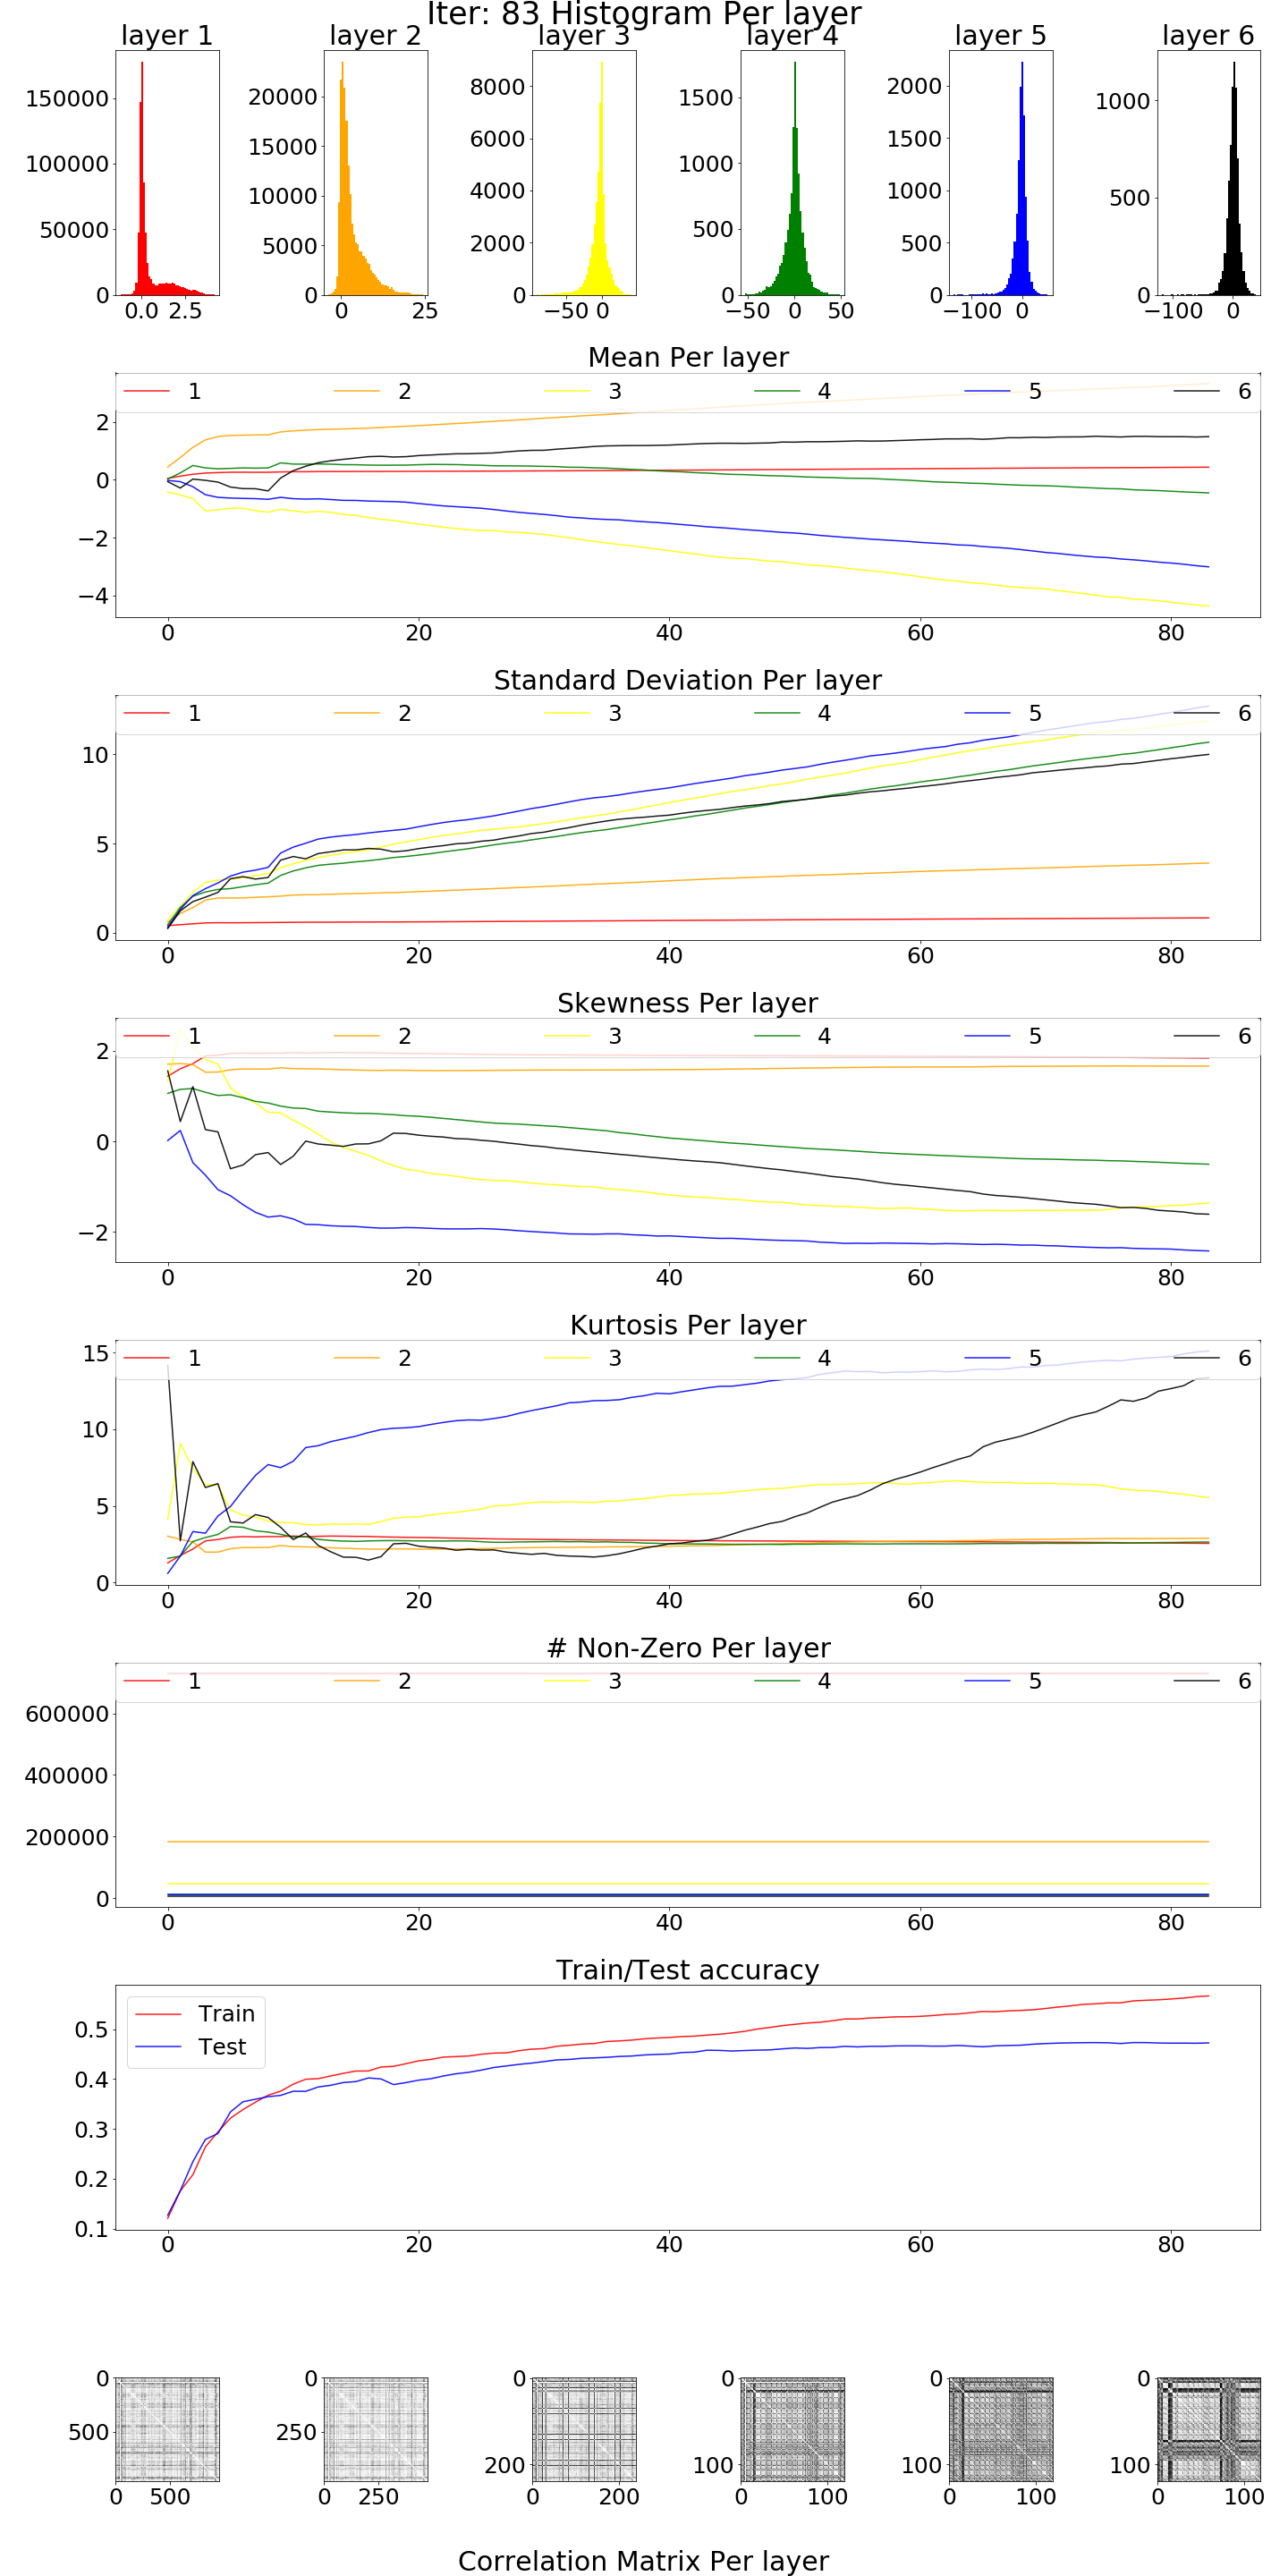 Iter: 83 Histogram Per layer
layer 1 layer 2 layer 3 layer 4 layer 5 layer 6
150000 100000 50000 0
0.0 2.5
20000 15000 10000 5000 0
0 25
8000 6000 4000 2000 0
−50 0
1500 1000 500 0
−50 0 50
2000 1500 1000 500 0
−100 0
1000 500 0
−100 0
Mean Per layer
1 2 3 4 5 6
2
0
−2
−4
0 20 40 60 80
Standard Deviation Per layer
1 2 3 4 5 6
10
5
0
0 20 40 60 80
Skewness Per layer
1 2 3 4 5 6
2
0
−2
0 20 40 60 80
Kurtosis Per layer
1 2 3 4 5 6
15
10
5
0
0 20 40 60 80
# Non-Zero Per layer
1 2 3 4 5 6
600000
400000
200000
0
0 20 40 60 80
Train/Test accuracy
Train
Test
0.5
0.4
0.3
0.2
0.1
0 20 40 60 80
0 500
0 500
0 250
0 250
0 200
0 200
0 100
0 100
0 100
0 100
0 100
0 100
Correlation Matrix Per layer